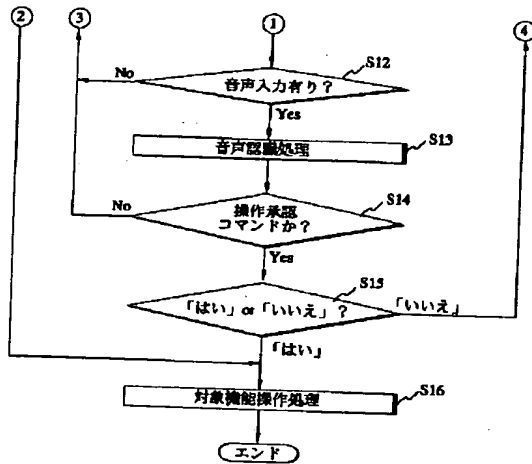 ② ③ ① ④
S12
No
音声入力有り？
Yes
S13
音声認識処理
S14
No
操作承認
コマンドか？
Yes
S15
「はい」or「いいえ」？
「いいえ」
「はい」
S16
対象機能操作処理
エンド